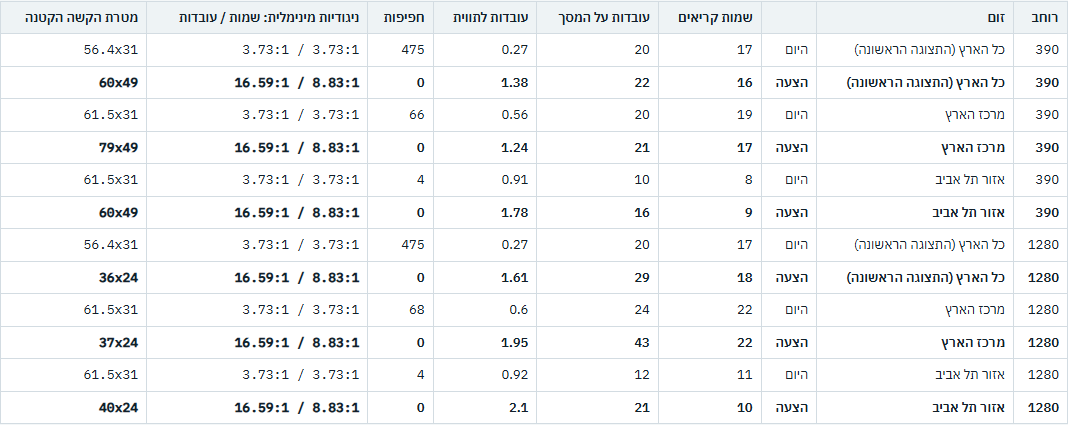 רוחב זום שמות קריאים עובדות על המסך עובדות לתווית חפיפות ניגודיות מינימלית: שמות / עובדות מטרת הקשה הקטנה
390 כל הארץ (התצוגה הראשונה) היום 17 20 0.27 475 3.73:1 / 3.73:1 56.4x31
390 כל הארץ (התצוגה הראשונה) הצעה 16 22 1.38 0 16.59:1 / 8.83:1 60x49
390 מרכז הארץ היום 19 20 0.56 66 3.73:1 / 3.73:1 61.5x31
390 מרכז הארץ הצעה 17 21 1.24 0 16.59:1 / 8.83:1 79x49
390 אזור תל אביב היום 8 10 0.91 4 3.73:1 / 3.73:1 61.5x31
390 אזור תל אביב הצעה 9 16 1.78 0 16.59:1 / 8.83:1 60x49
1280 כל הארץ (התצוגה הראשונה) היום 17 20 0.27 475 3.73:1 / 3.73:1 56.4x31
1280 כל הארץ (התצוגה הראשונה) הצעה 18 29 1.61 0 16.59:1 / 8.83:1 36x24
1280 מרכז הארץ היום 22 24 0.6 68 3.73:1 / 3.73:1 61.5x31
1280 מרכז הארץ הצעה 22 43 1.95 0 16.59:1 / 8.83:1 37x24
1280 אזור תל אביב היום 11 12 0.92 4 3.73:1 / 3.73:1 61.5x31
1280 אזור תל אביב הצעה 10 21 2.1 0 16.59:1 / 8.83:1 40x24